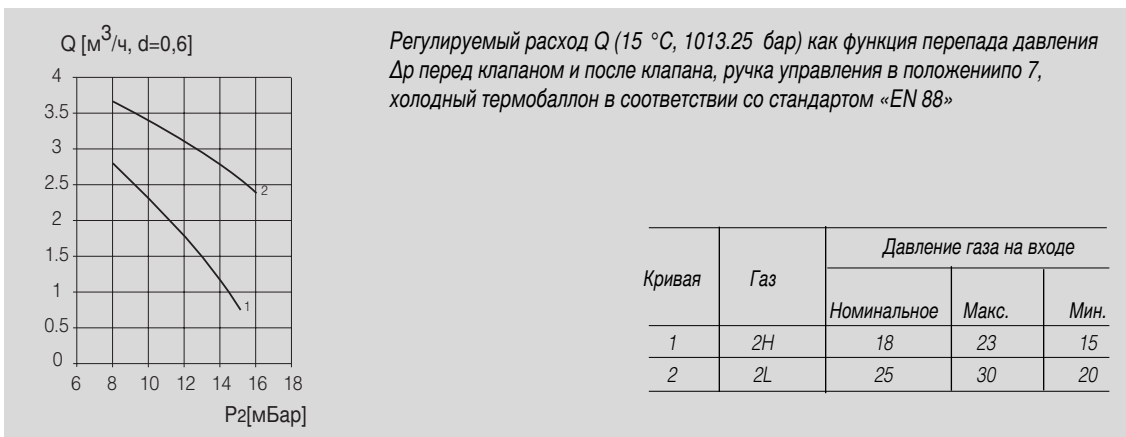 Q [м3/ч, d=0,6]
4
3.5
3
2.5
2
1.5
1
0.5
0
6 8 10 12 14 16 18
P2[мБар]
2
1
Регулируемый расход Q (15 °C, 1013.25 бар) как функция перепада давления
Δp перед клапаном и после клапана, ручка управления в положениипо 7,
холодный термобаллон в соответствии со стандартом «EN 88»
Кривая Газ Давление газа на входе
Номинальное Макс. Мин.
1 2H 18 23 15
2 2L 25 30 20